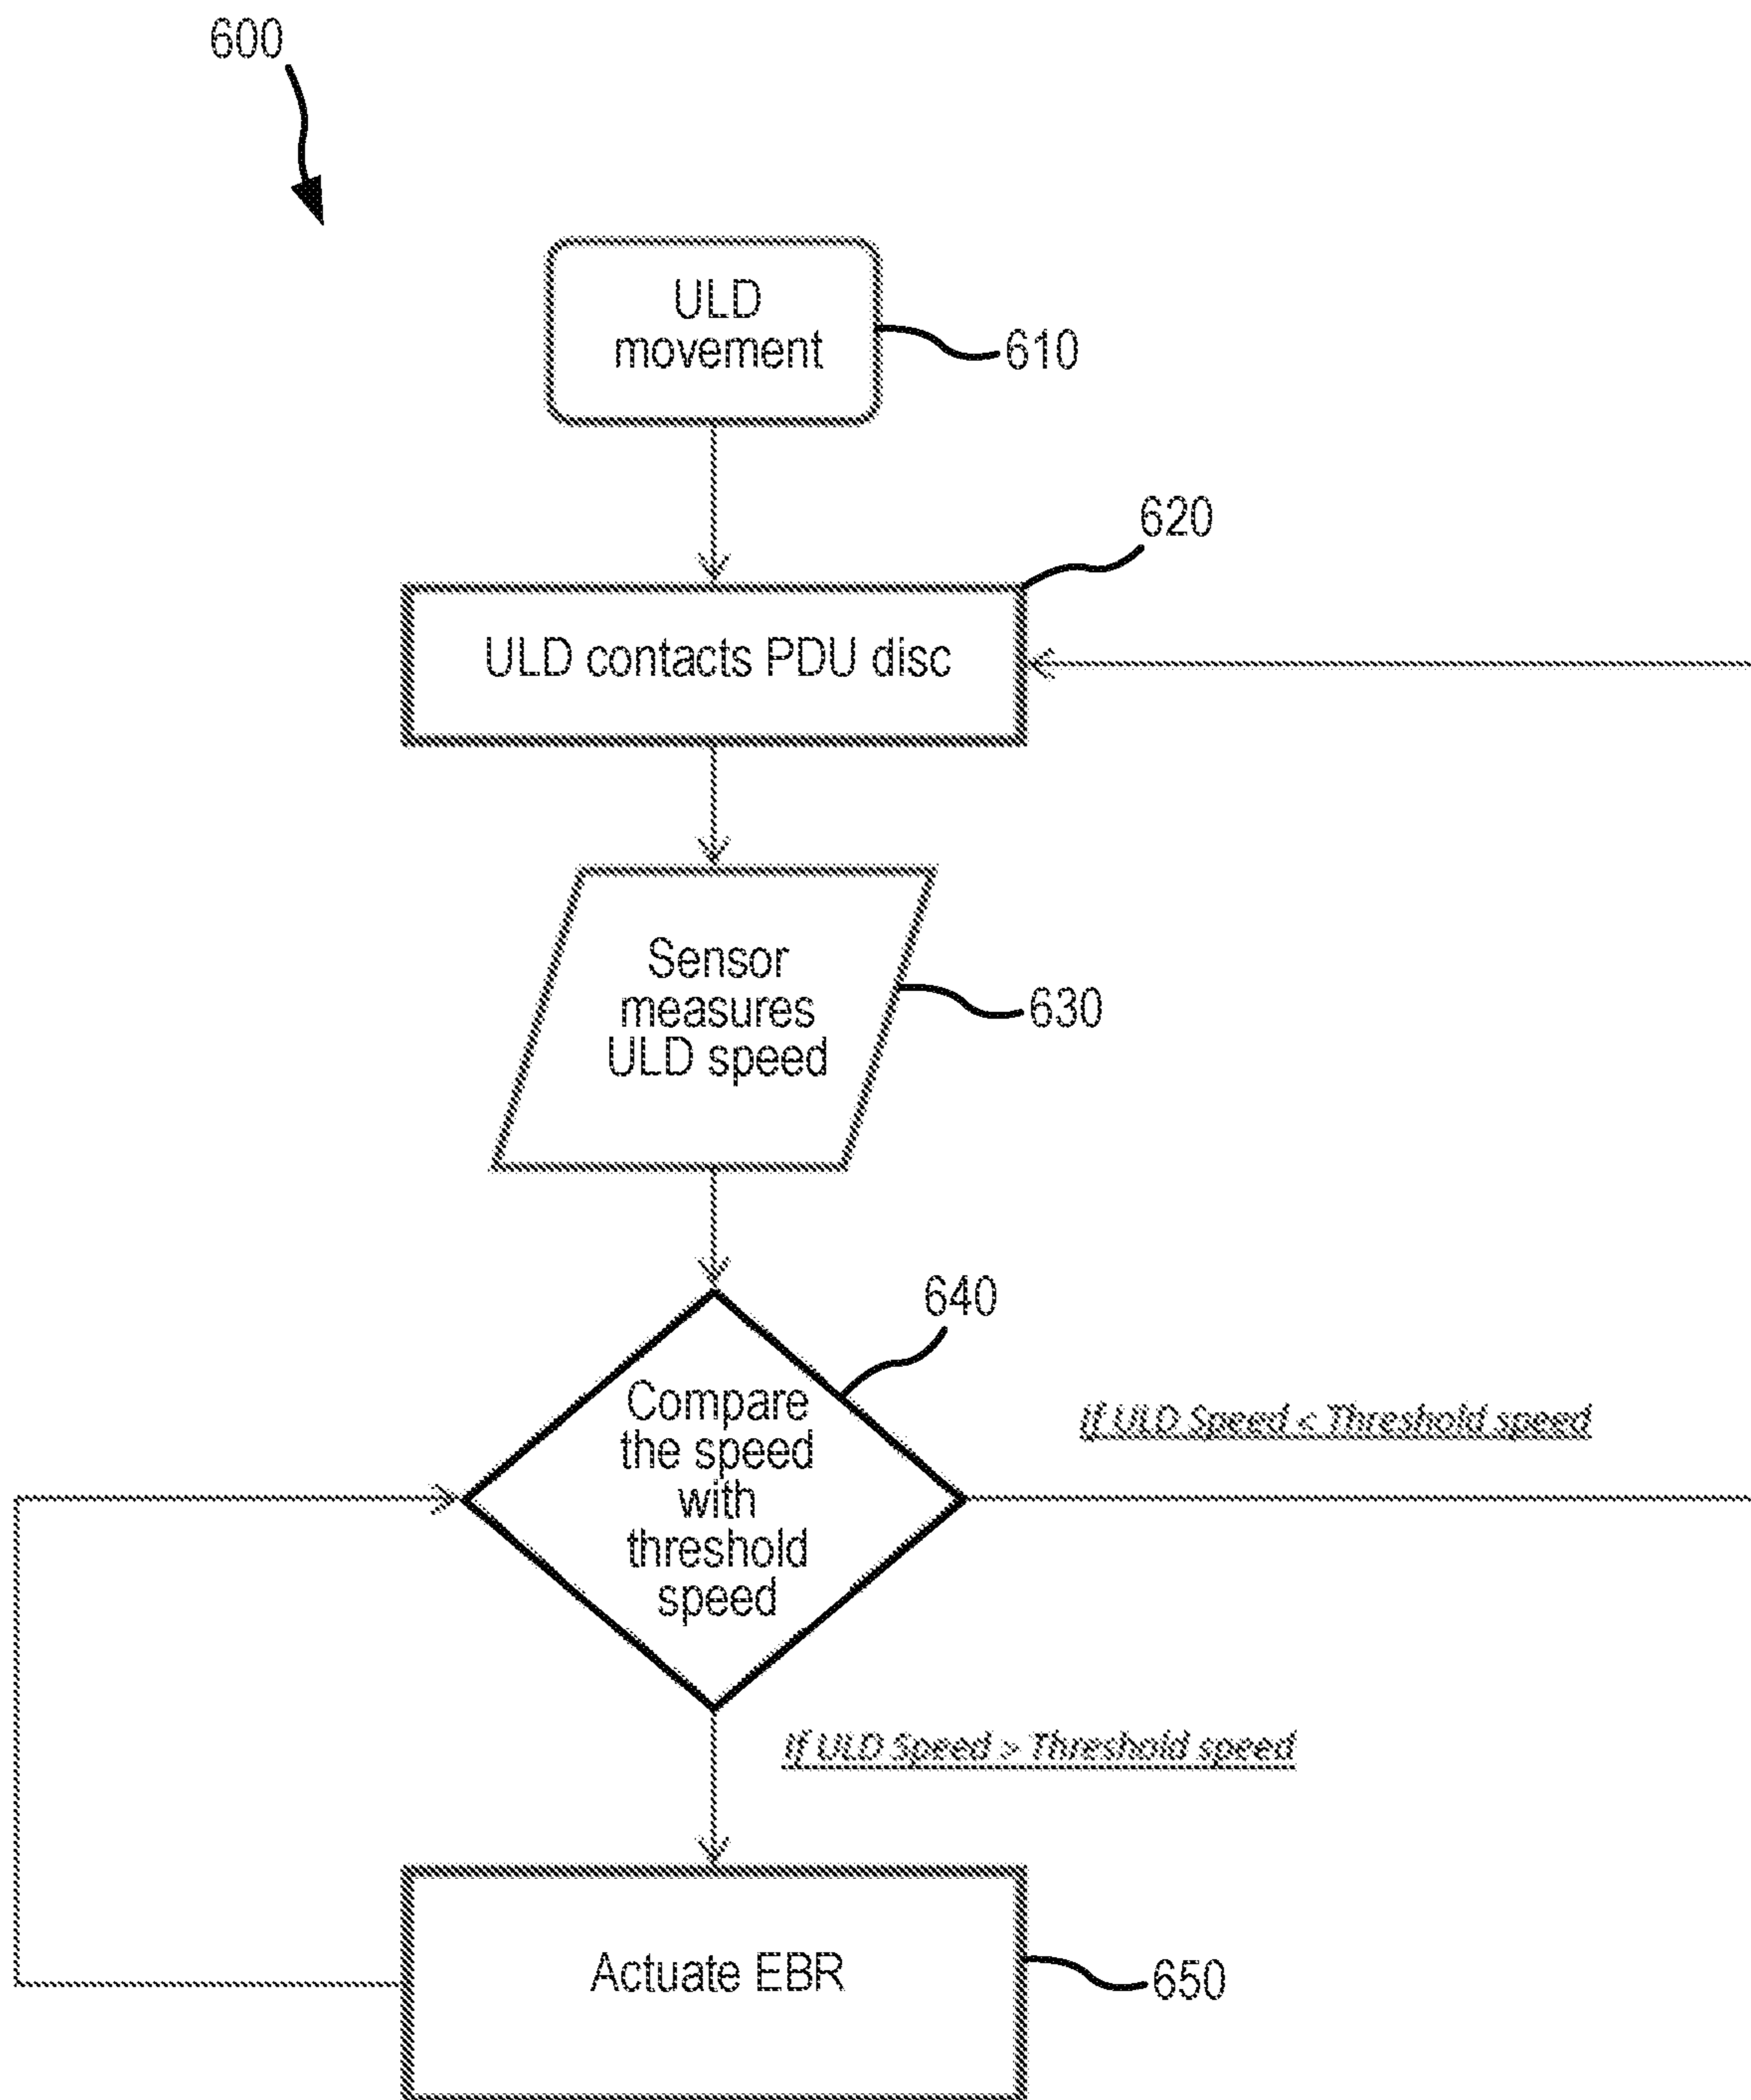 600
ULD
movement
610
620
ULD contacts PDU disc
Sensor
measures
ULD speed
630
640
Compare
the speed
with
threshold
speed
If ULD Speed < Threshold speed
If ULD Speed > Threshold speed
Actuate EBR
650